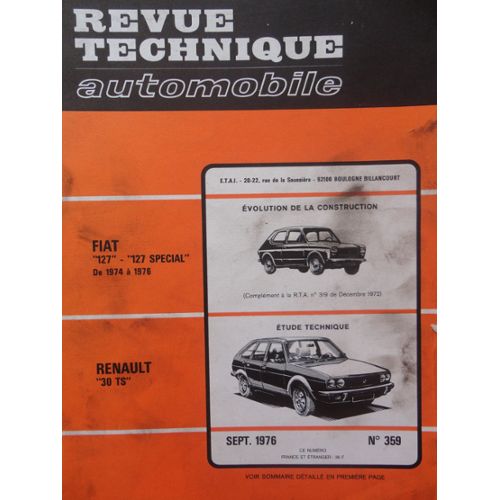 REVUE
TECHNIQUE
automobile
E.T.A.I. - 20-22, rue de la Saussière - 92100 BOULOGNE BILLANCOURT
ÉVOLUTION DE LA CONSTRUCTION
FIAT
"127" - "127 SPECIAL"
De 1974 à 1976
(Complément à la R.T.A. n° 319 de Décembre 1972)
ÉTUDE TECHNIQUE
RENAULT
"30 TS"
SEPT. 1976 N° 359
CE NUMÉRO
FRANCE ET ÉTRANGER : F
VOIR SOMMAIRE DÉTAILLÉ EN PREMIÈRE PAGE